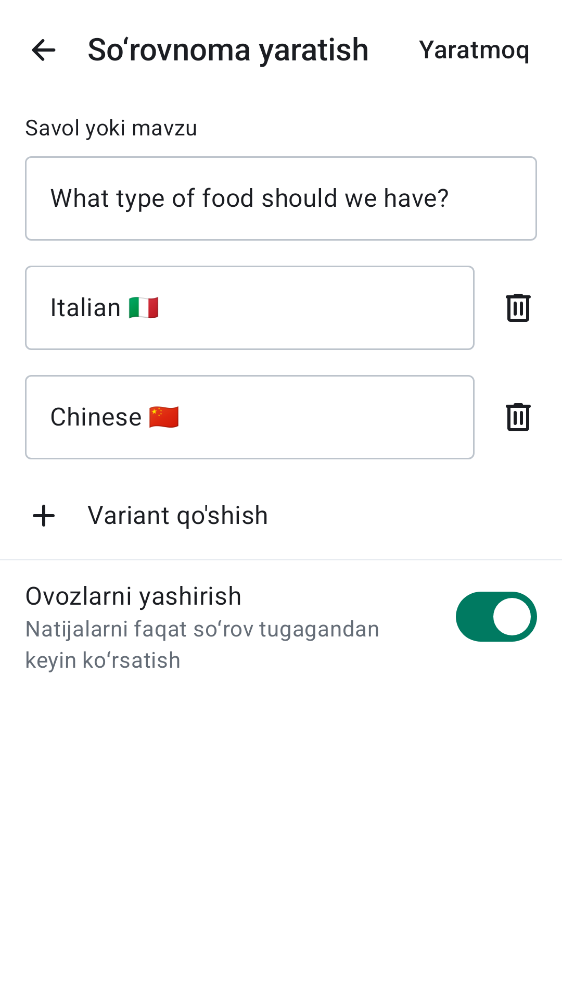 Soʻrovnoma yaratish
Yaratmoq
Savol yoki mavzu
What type of food should we have?
Italian 🇮🇹
Chinese 🇨🇳
Variant qo'shish
Ovozlarni yashirish
Natijalarni faqat soʻrov tugagandan
keyin koʻrsatish